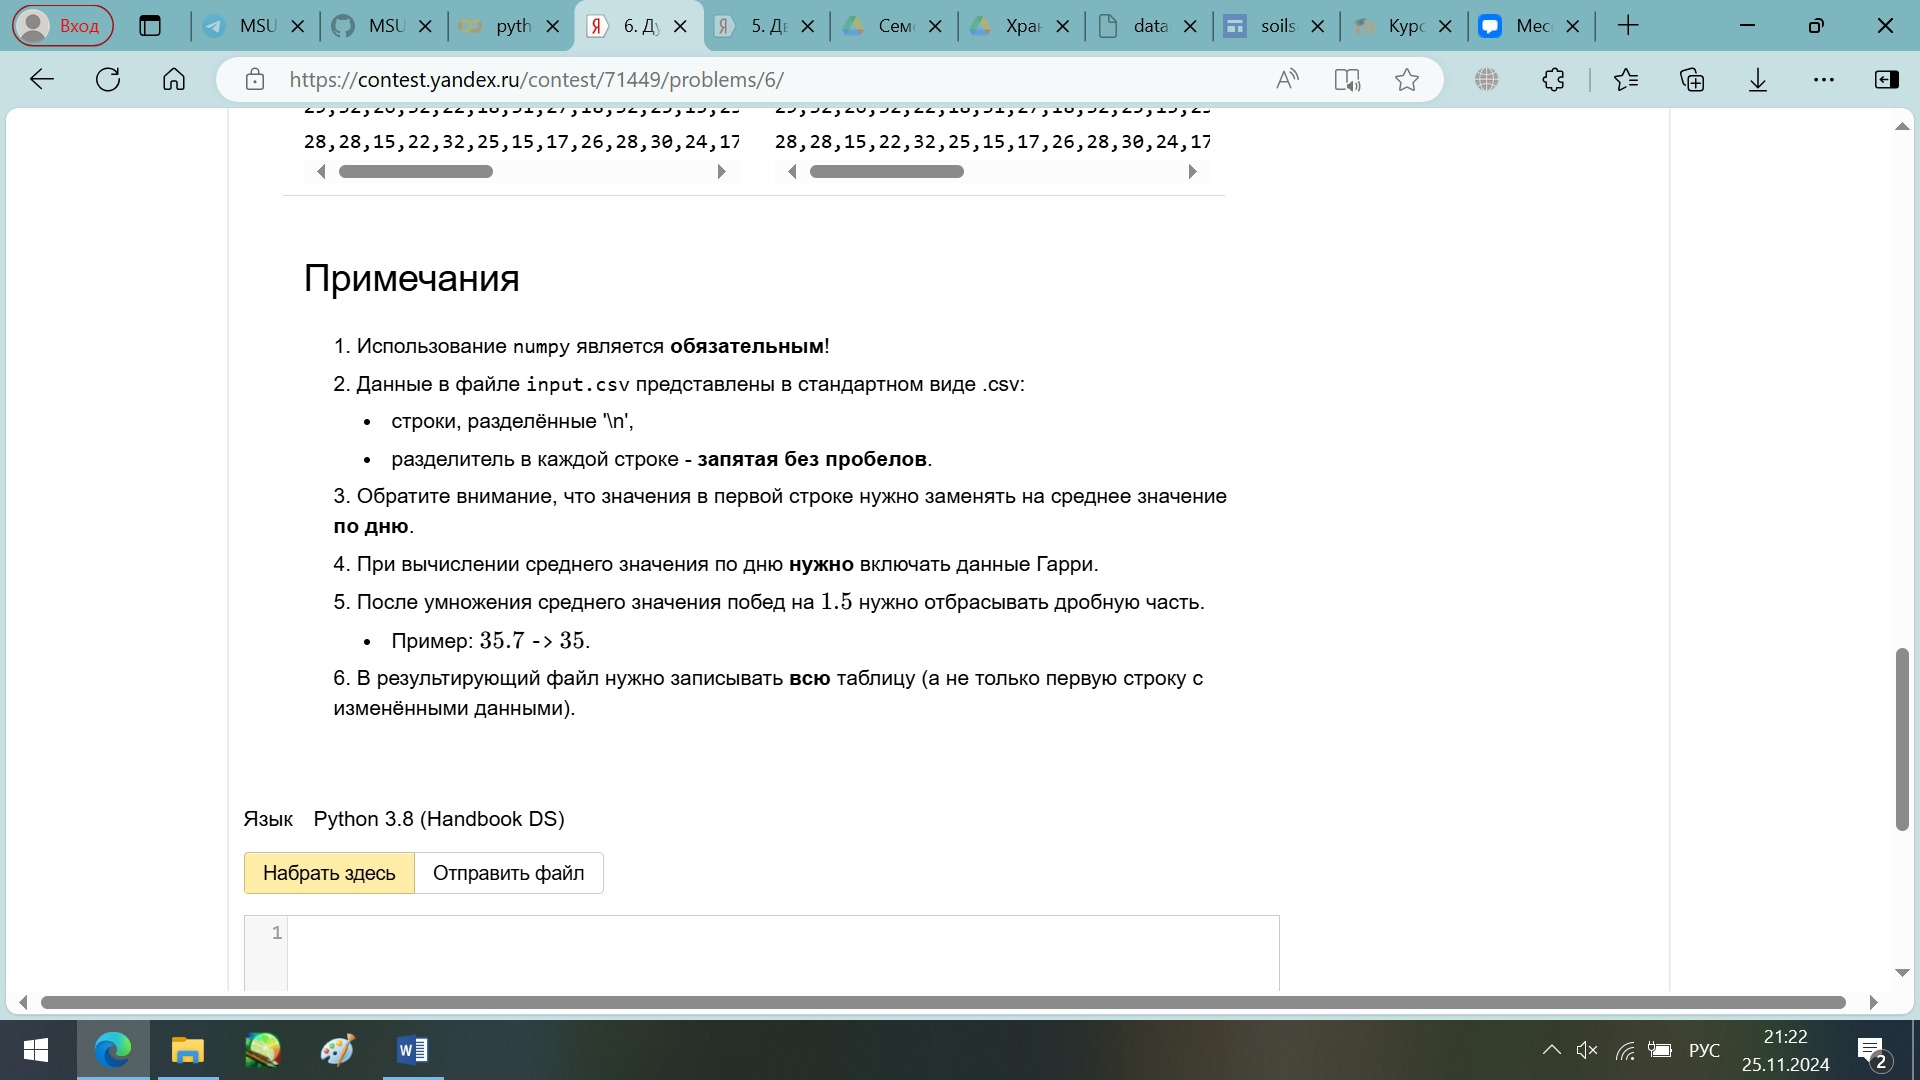 Вход
MSU
MSU
pyth
6. Ду
5. Дв
Сем
Хран
data
soils
Курс
Месс
https://contest.yandex.ru/contest/71449/problems/6/
28,28,15,22,32,25,15,17,26,28,30,24,17
28,28,15,22,32,25,15,17,26,28,30,24,17
Примечания
1. Использование numpy является обязательным!
2. Данные в файле input.csv представлены в стандартном виде .csv:
• строки, разделённые '\n',
• разделитель в каждой строке - запятая без пробелов.
3. Обратите внимание, что значения в первой строке нужно заменять на среднее значение
по дню.
4. При вычислении среднего значения по дню нужно включать данные Гарри.
5. После умножения среднего значения побед на 1.5 нужно отбрасывать дробную часть.
• Пример: 35.7 -> 35.
6. В результирующий файл нужно записывать всю таблицу (а не только первую строку с
изменёнными данными).
Язык Python 3.8 (Handbook DS)
Набрать здесь
Отправить файл
1
РУС
21:22
25.11.2024
2